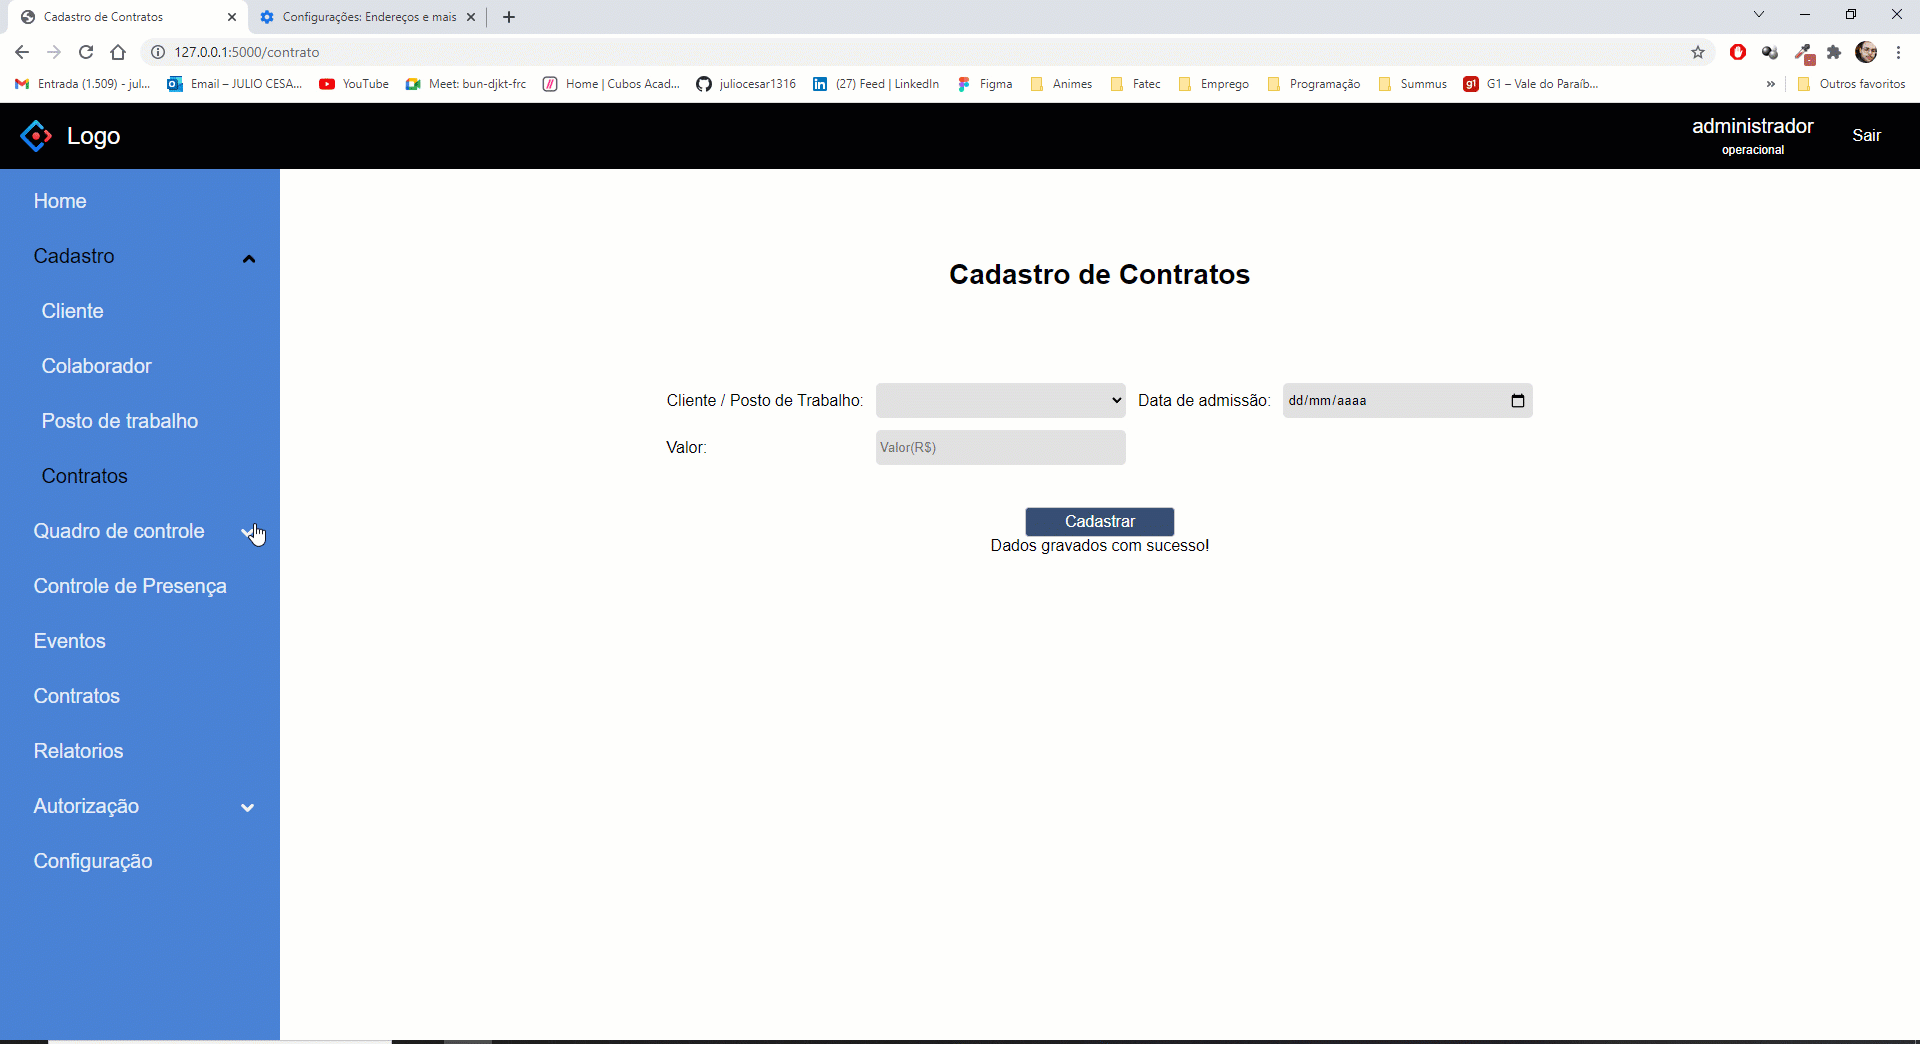 Cadastro de Contratos
Configurações: Endereços e mais
127.0.0.1:5000/contrato
Entrada (1.509) - jul...
Email – JULIO CESA...
YouTube
Meet: bun-djkt-frc
Home | Cubos Acad...
juliocesar1316
(27) Feed | LinkedIn
Figma
Animes
Fatec
Emprego
Programação
Summus
g1
G1 – Vale do Paraíb...
»
Outros favoritos
Logo
administrador
operacional
Sair
Home
Cadastro
Cliente
Colaborador
Posto de trabalho
Contratos
Quadro de controle
Controle de Presença
Eventos
Contratos
Relatorios
Autorização
Configuração
Cadastro de Contratos
Cliente / Posto de Trabalho:
Data de admissão:
dd/mm/aaaa
Valor:
Valor(R$)
Cadastrar
Dados gravados com sucesso!